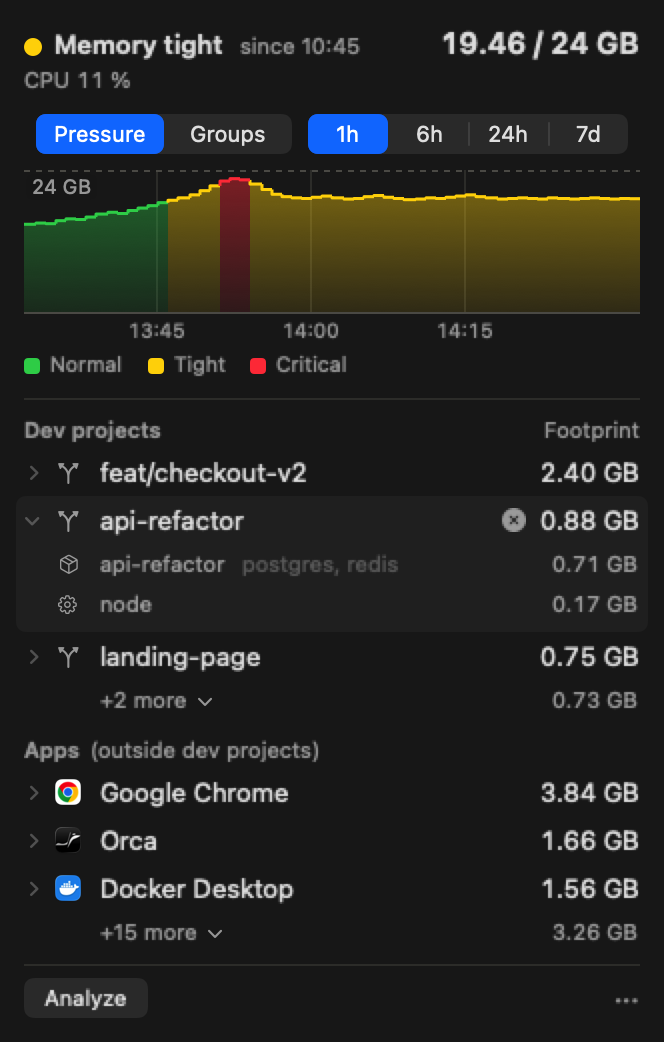 Memory tight since 10:45 19.46 / 24 GB
CPU 11 %
Pressure Groups 1h 6h 24h 7d
24 GB
13:45 14:00 14:15
Normal Tight Critical
Dev projects Footprint
feat/checkout-v2 2.40 GB
api-refactor 0.88 GB
api-refactor postgres, redis 0.71 GB
node 0.17 GB
landing-page 0.75 GB
+2 more 0.73 GB
Apps (outside dev projects)
Google Chrome 3.84 GB
Orca 1.66 GB
Docker Desktop 1.56 GB
+15 more 3.26 GB
Analyze